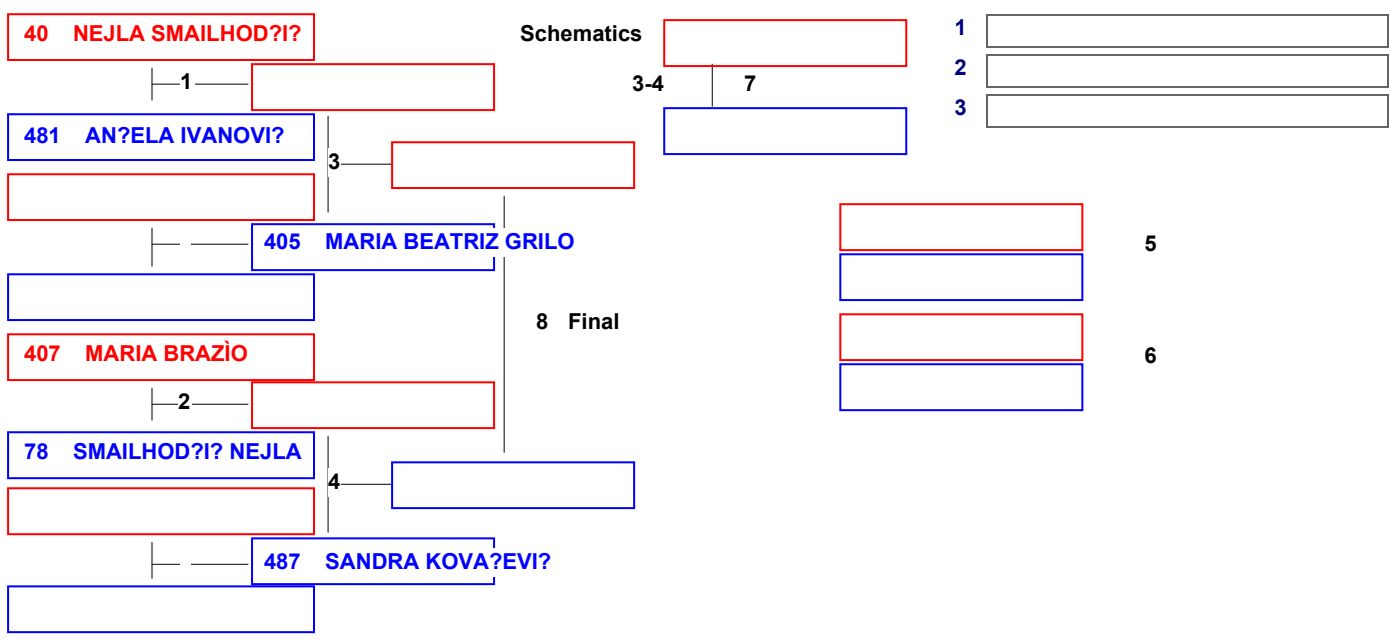 40 NEJLA SMAILHOD?I?
Schematics
1
1
3-4 7
2
3
481 AN?ELA IVANOVI?
3
405 MARIA BEATRIZ GRILO
5
8 Final
407 MARIA BRAZÌO
6
2
78 SMAILHOD?I? NEJLA
4
487 SANDRA KOVA?EVI?